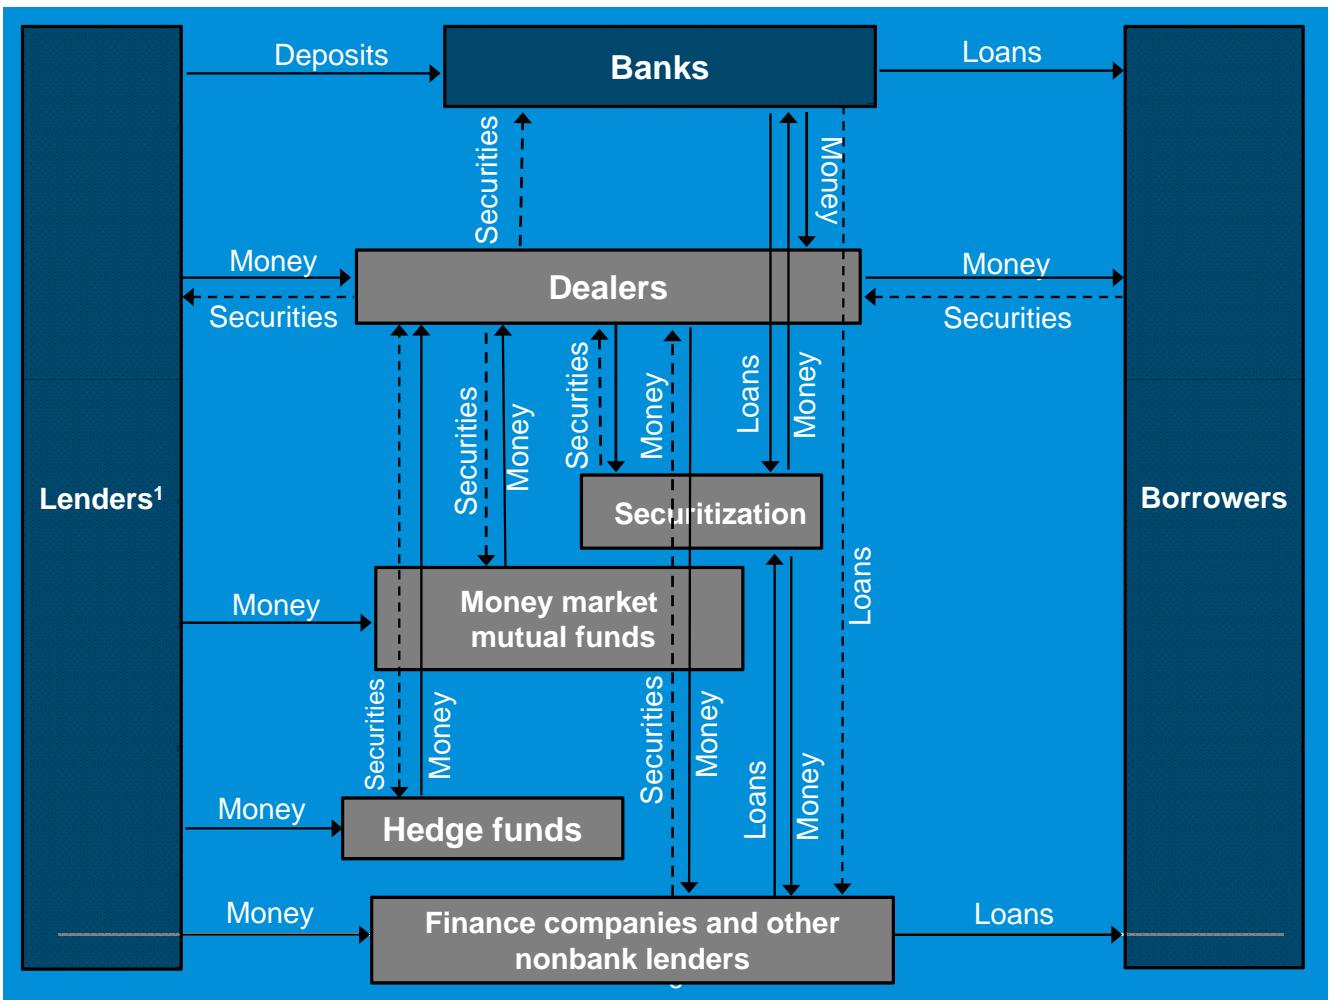 Deposits
Banks
Loans
Securities
Money
Money
Dealers
Money
Securities
Securities
Securities
Money
Securities
Money
Loans
Money
Lenders¹
Securitization
Borrowers
Money
Money market
mutual funds
Loans
Securities
Money
Securities
Money
Loans
Money
Money
Hedge funds
Money
Finance companies and other
nonbank lenders
Loans